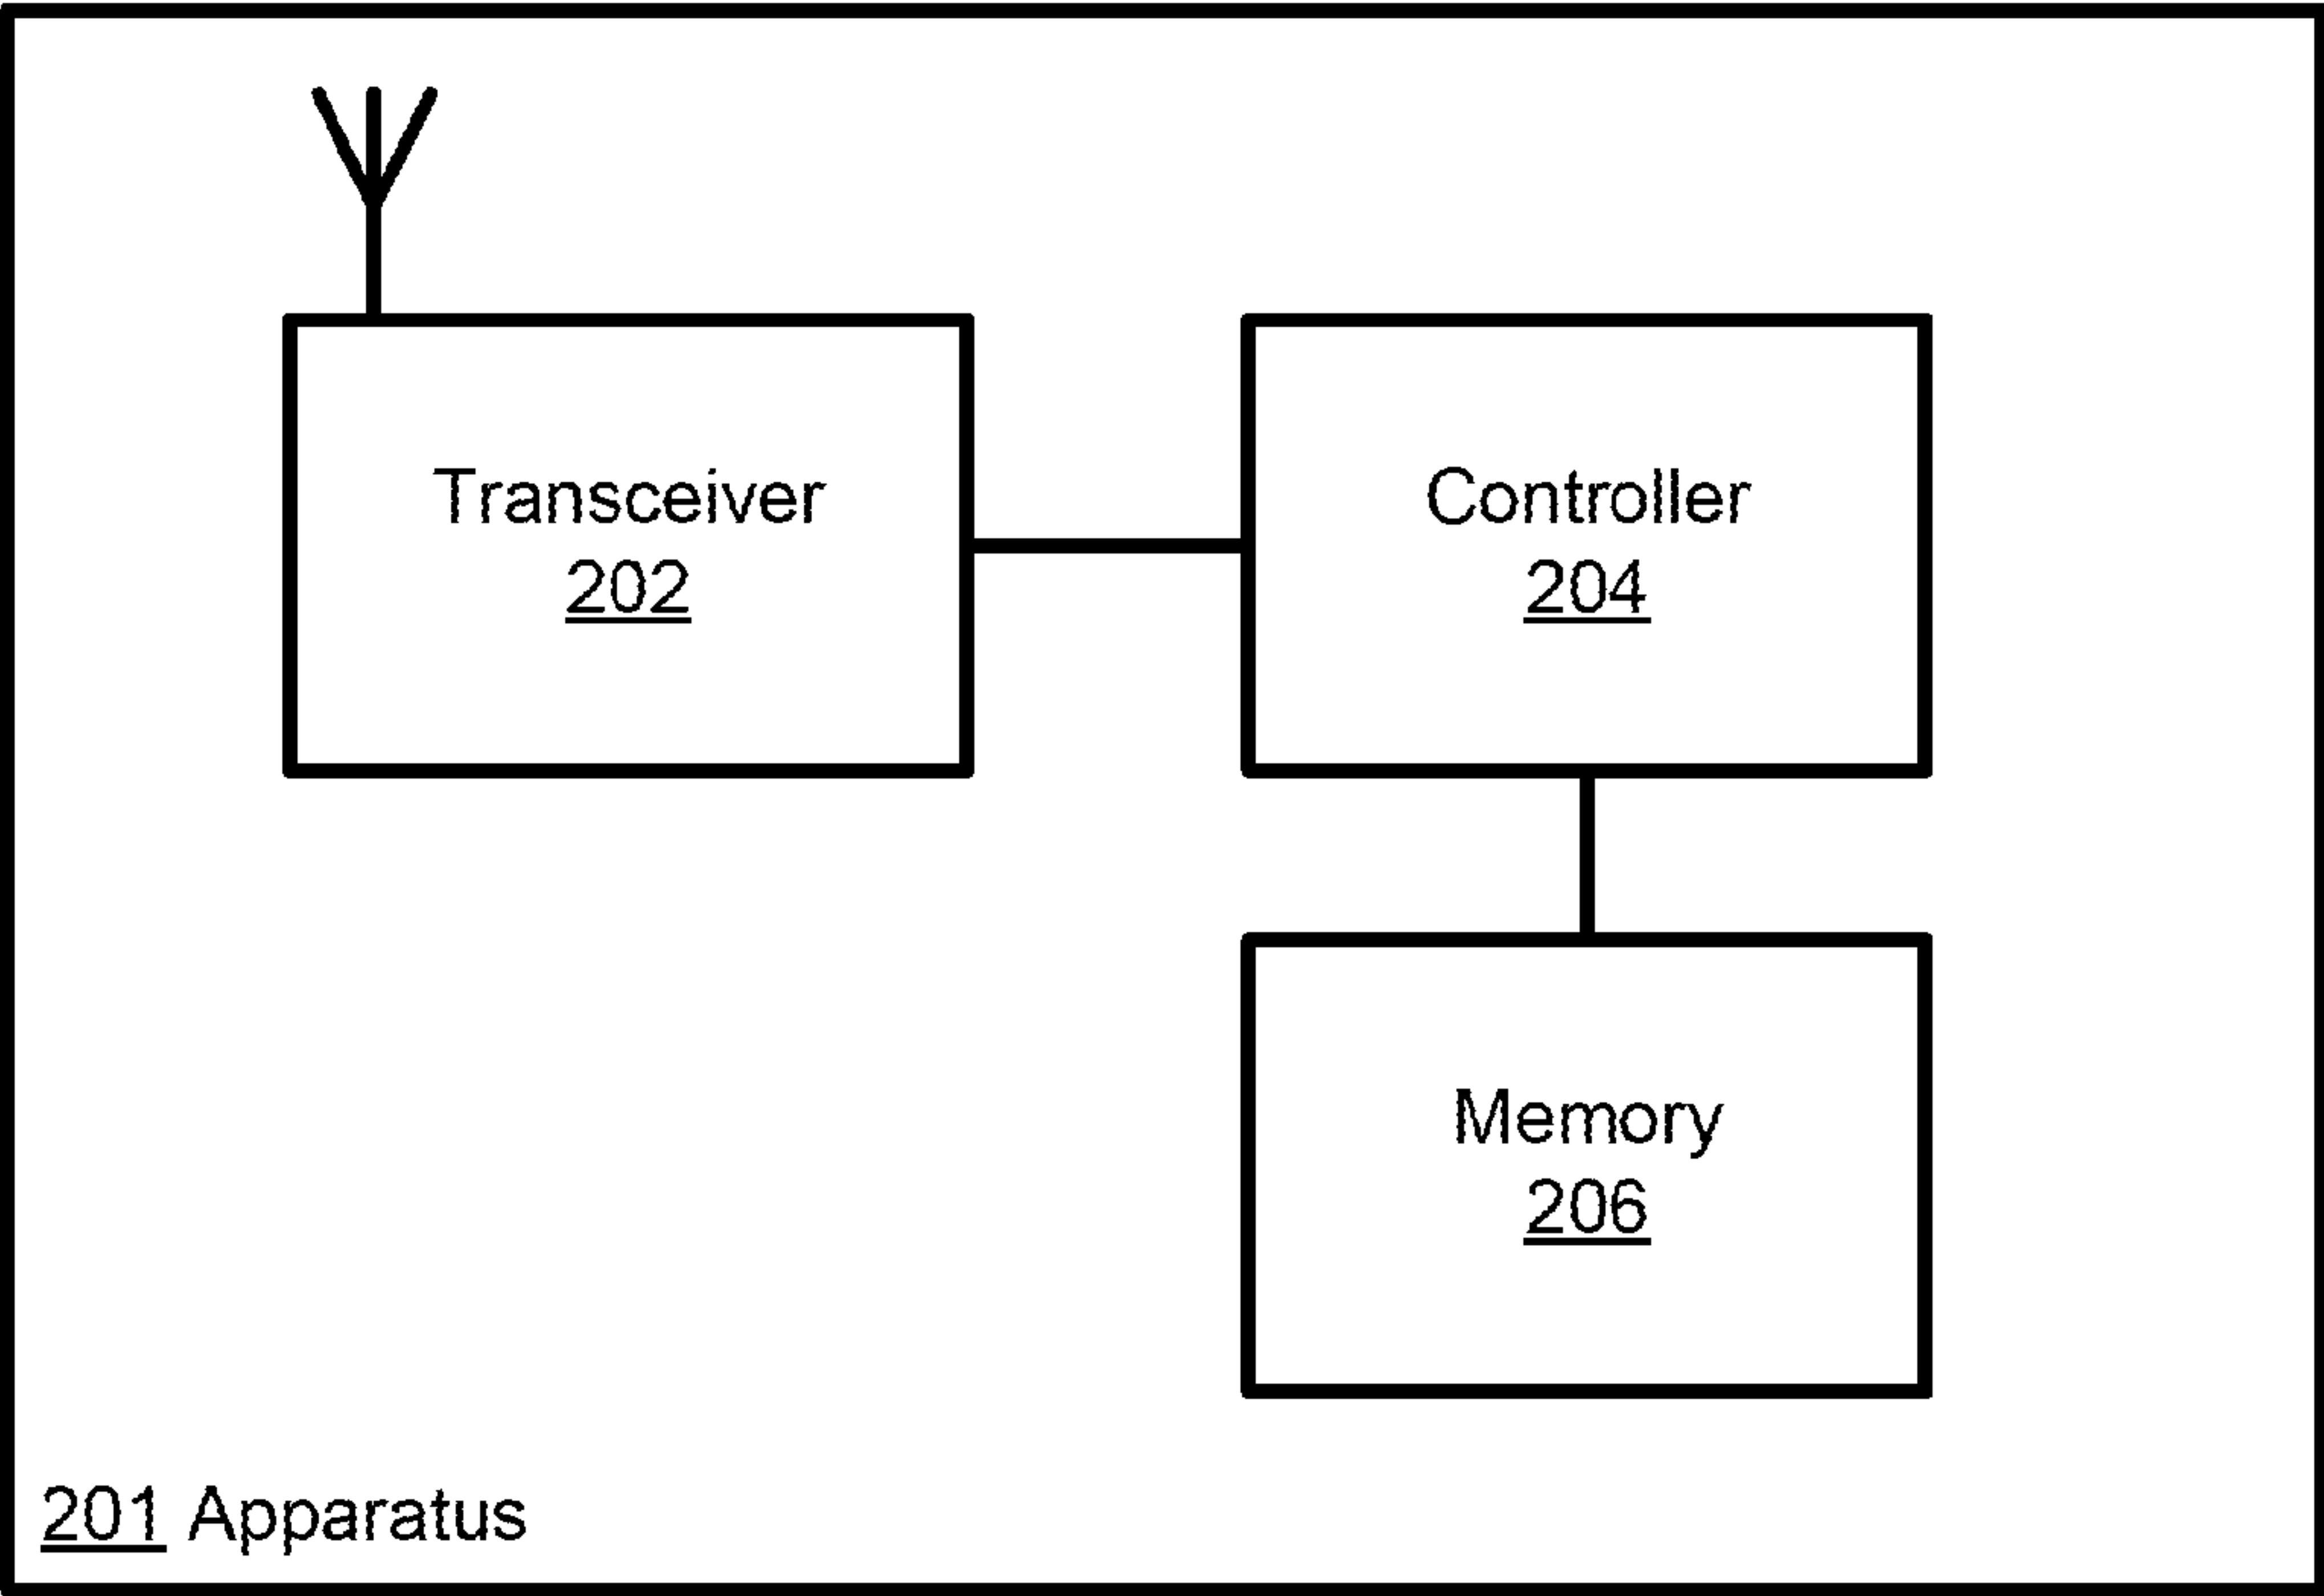 Transceiver
202
Controller
204
Memory
206
201 Apparatus